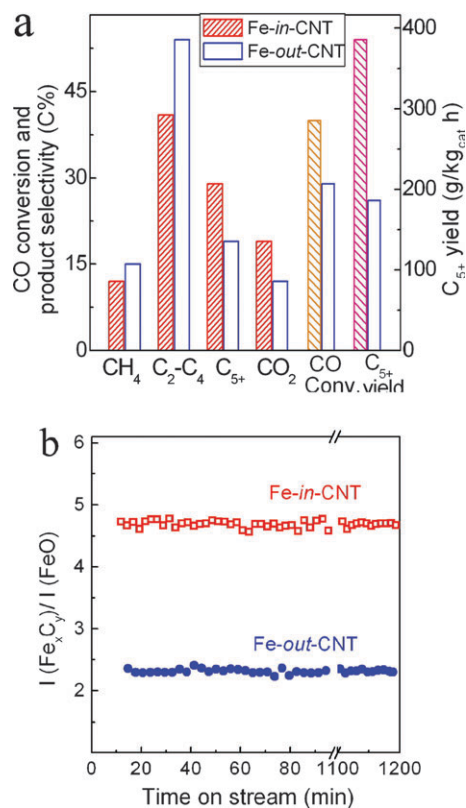 a
Fe-in-CNT
Fe-out-CNT
CO conversion and
product selectivity (C%)
45
30
15
0
400
300
200
100
0
C5+ yield (g/kgcat h)
CH4 C2-C4 C5+ CO2 CO C5+
Conv. yield
b
6
5
4
3
2
I (FexCy)/ I (FeO)
Fe-in-CNT
Fe-out-CNT
0 20 40 60 80 1100 1200
Time on stream (min)